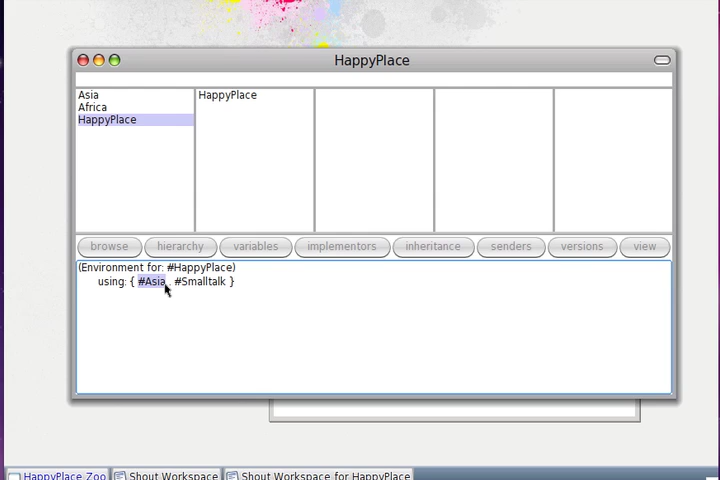 HappyPlace
Asia
Africa
HappyPlace
HappyPlace
browse
hierarchy
variables
implementors
inheritance
senders
versions
view
(Environment for: #HappyPlace)
using: { #Asia . #Smalltalk }
HappyPlace Zoo
Shout Workspace
Shout Workspace for HappyPlace